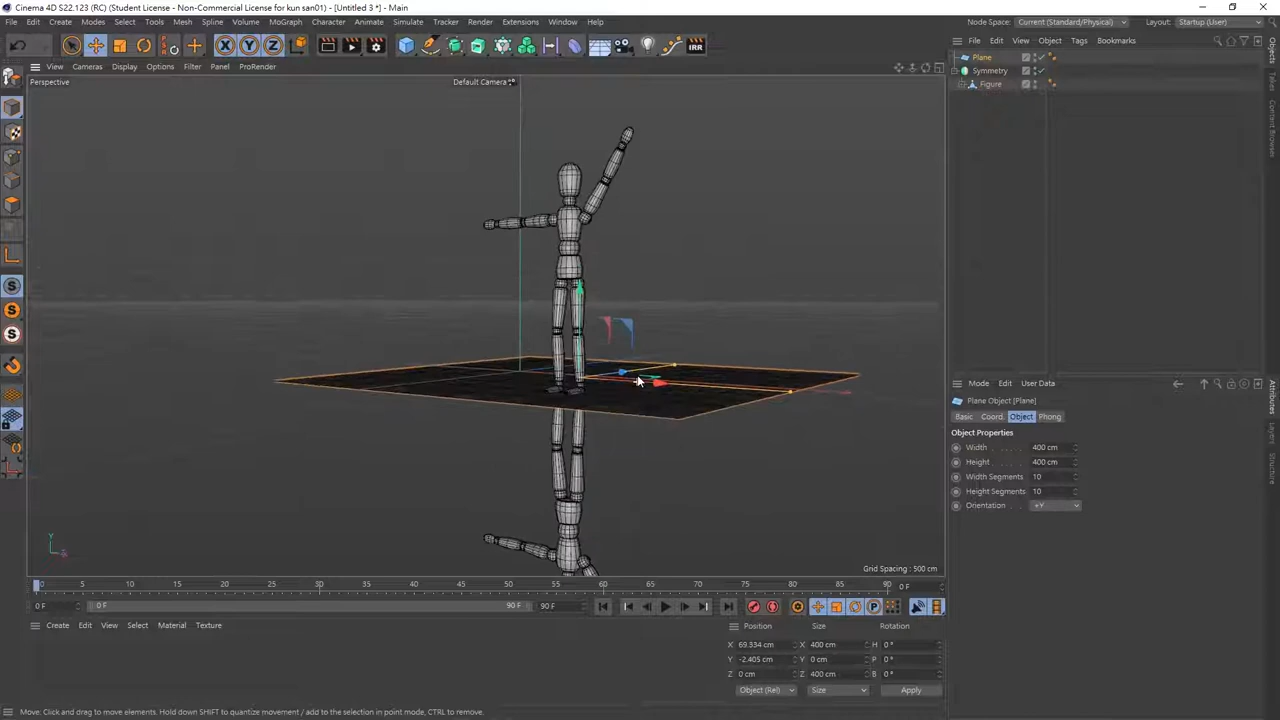 Cinema 4D S22.123 (RC) (Student License - Non-Commercial License for kun san01) - [Untitled 3 *] - Main
File Edit Create Modes Select Tools Mesh Spline Volume MoGraph Character Animate Simulate Tracker Render Extensions Window Help
Node Space: Current (Standard/Physical) Layout: Startup (User)
X Y Z IRR
View Cameras Display Options Filter Panel ProRender
File Edit View Object Tags Bookmarks
Perspective
Default Camera
Plane
Symmetry
Figure
Objects
Takes
Content Browser
Mode Edit User Data
Plane Object [Plane]
Basic Coord. Object Phong
Object Properties
Width 400 cm
Height 400 cm
Width Segments 10
Height Segments 10
Orientation +Y
Attributes
Layers
Structure
S
S
S
Y
Grid Spacing : 500 cm
0 5 10 15 20 25 30 35 40 45 50 55 60 65 70 75 80 85 90 0 F
0 F 0 F 90 F 90 F
P
Create Edit View Select Material Texture
Position Size Rotation
X 69.534 cm X 400 cm H 0 °
Y -2.405 cm Y 0 cm P 0 °
Z 0 cm Z 400 cm B 0 °
Object (Rel) Size Apply
Move: Click and drag to move elements. Hold down SHIFT to quantize movement / add to the selection in point mode, CTRL to remove.